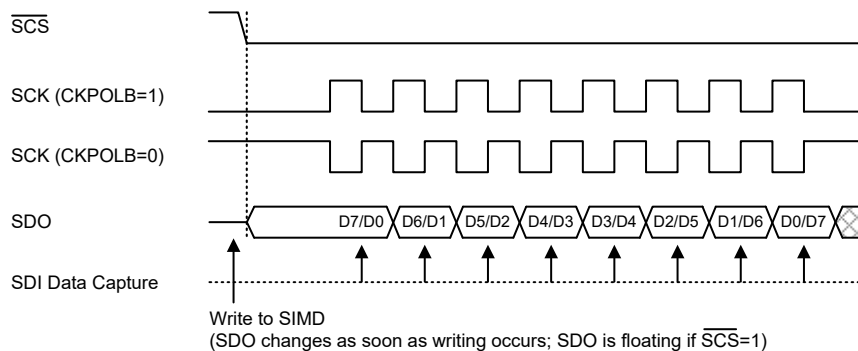 SCS
SCK (CKPOLB=1)
SCK (CKPOLB=0)
SDO
D7/D0 D6/D1 D5/D2 D4/D3 D3/D4 D2/D5 D1/D6 D0/D7
SDI Data Capture
Write to SIMD
(SDO changes as soon as writing occurs; SDO is floating if SCS=1)